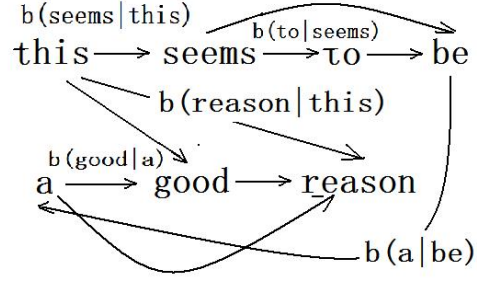 b(seems|this)
b(to|seems)
this seems to be
b(reason|this)
b(good|a)
a good reason
b(a|be)